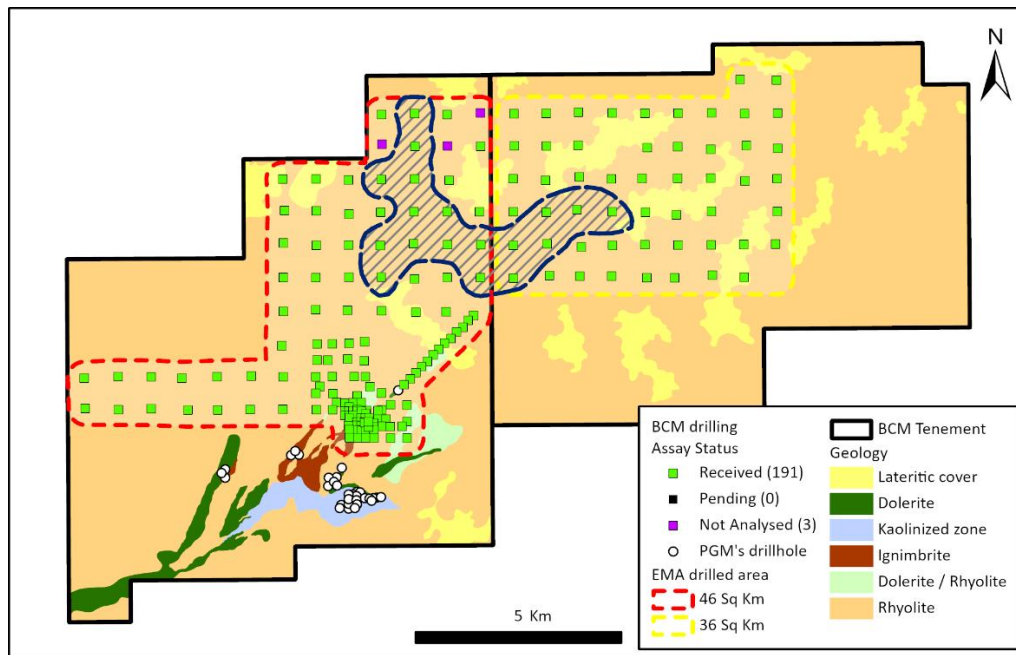 N
BCM drilling
Assay Status
Received (191)
Pending (0)
Not Analysed (3)
PGM's drillhole
EMA drilled area
46 Sq Km
36 Sq Km
BCM Tenement
Geology
Lateritic cover
Dolerite
Kaolinized zone
Ignimbrite
Dolerite / Rhyolite
Rhyolite
5 Km